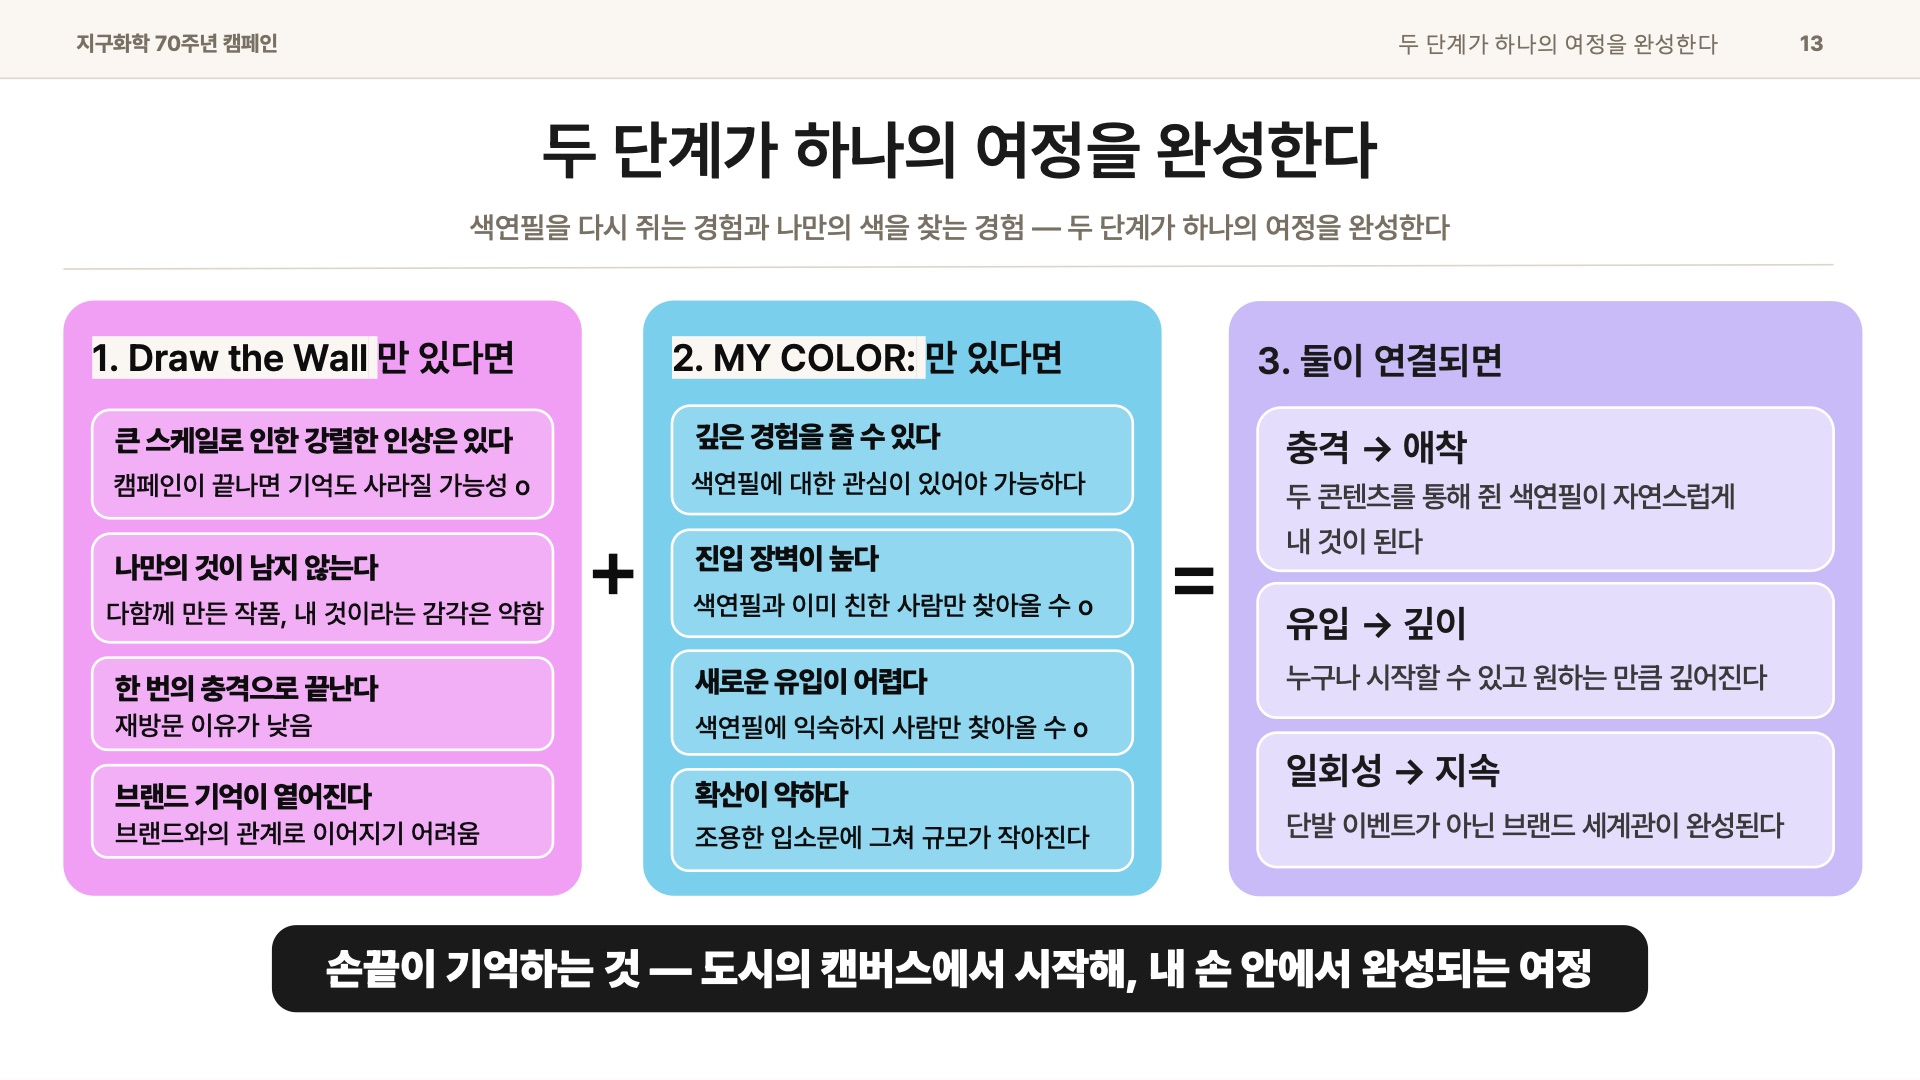 지구화학 70주년 캠페인
두 단계가 하나의 여정을 완성한다
13
두 단계가 하나의 여정을 완성한다
색연필을 다시 쥐는 경험과 나만의 색을 찾는 경험 — 두 단계가 하나의 여정을 완성한다
1. Draw the Wall 만 있다면
큰 스케일로 인한 강렬한 인상은 있다
캠페인이 끝나면 기억도 사라질 가능성 o
나만의 것이 남지 않는다
다함께 만든 작품, 내 것이라는 감각은 약함
한 번의 충격으로 끝난다
재방문 이유가 낮음
브랜드 기억이 옅어진다
브랜드와의 관계로 이어지기 어려움
+
2. MY COLOR: 만 있다면
깊은 경험을 줄 수 있다
색연필에 대한 관심이 있어야 가능하다
진입 장벽이 높다
색연필과 이미 친한 사람만 찾아올 수 o
새로운 유입이 어렵다
색연필에 익숙하지 사람만 찾아올 수 o
확산이 약하다
조용한 입소문에 그쳐 규모가 작아진다
=
3. 둘이 연결되면
충격 → 애착
두 콘텐츠를 통해 쥔 색연필이 자연스럽게
내 것이 된다
유입 → 깊이
누구나 시작할 수 있고 원하는 만큼 깊어진다
일회성 → 지속
단발 이벤트가 아닌 브랜드 세계관이 완성된다
손끝이 기억하는 것 — 도시의 캔버스에서 시작해, 내 손 안에서 완성되는 여정